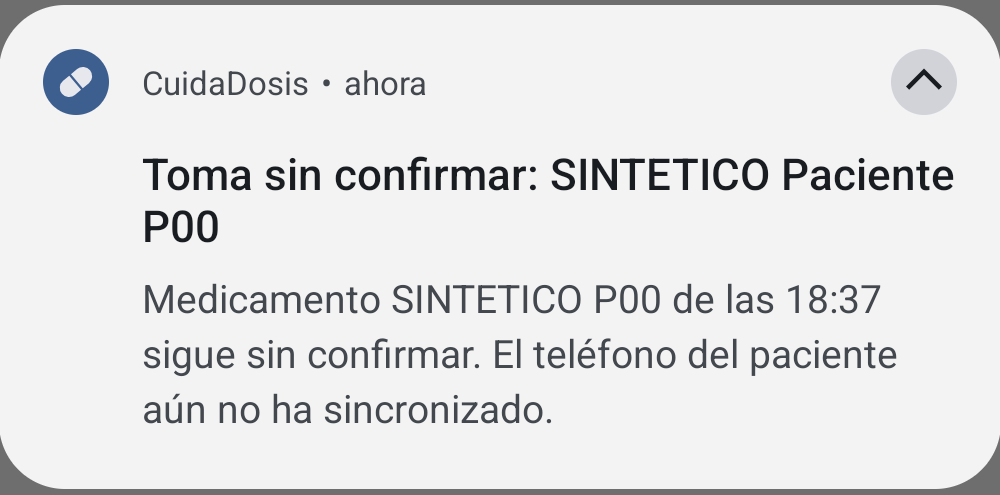 CuidaDosis • ahora
Toma sin confirmar: SINTETICO Paciente
P00
Medicamento SINTETICO P00 de las 18:37
sigue sin confirmar. El teléfono del paciente
aún no ha sincronizado.